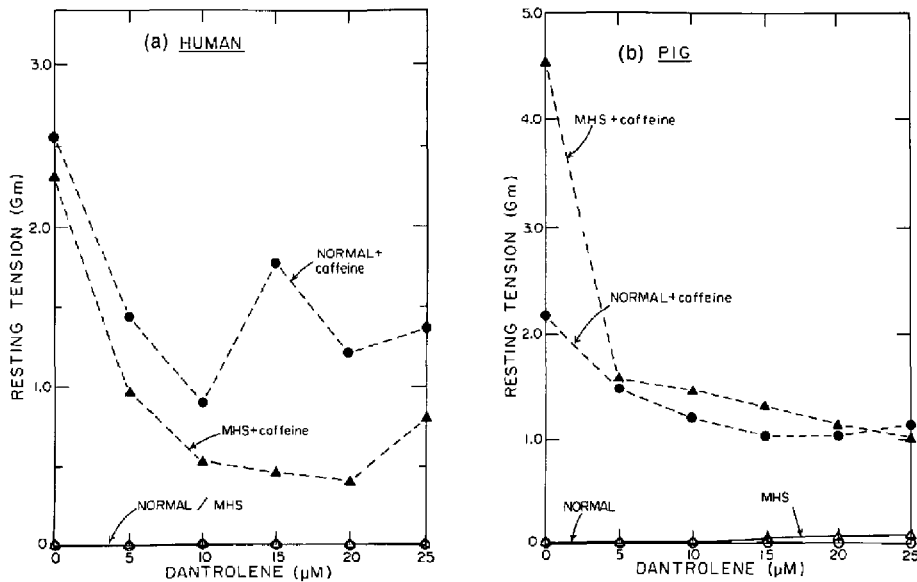 (a) HUMAN
3.0
2.0
1.0
0
RESTING TENSION (Gm)
NORMAL +
caffeine
MHS+caffeine
NORMAL / MHS
0 5 10 15 20 25
DANTROLENE (μM)
(b) PIG
5.0
4.0
3.0
2.0
1.0
0
RESTING TENSION (Gm)
MHS+caffeine
NORMAL+caffeine
NORMAL
MHS
0 5 10 15 20 25
DANTROLENE (μM)